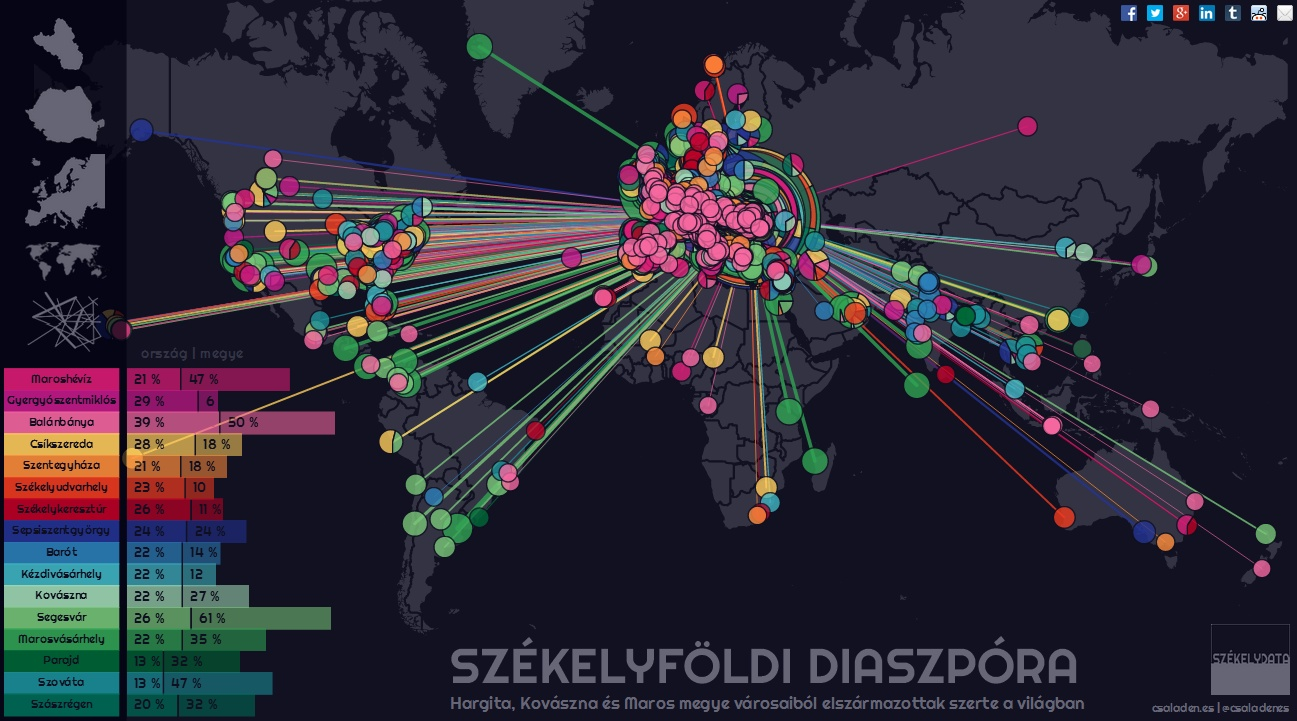 ország | megye
Maroshévíz 21 % 47 %
Gyergyószentmiklós 29 % 6
Balánbánya 39 % 50 %
Csíkszereda 28 % 18 %
Szentegyháza 21 % 18 %
Székelyudvarhely 23 % 10
Székelykeresztúr 26 % 11 %
Sepsiszentgyörgy 24 % 24 %
Barót 22 % 14 %
Kézdivásárhely 22 % 12
Kovászna 22 % 27 %
Segesvár 26 % 61 %
Marosvásárhely 22 % 35 %
Parajd 13 % 32 %
Szováta 13 % 47 %
Szászrégen 20 % 32 %
SZÉKELYFÖLDI DIASZPÓRA
Hargita, Kovászna és Maros megye városaiból elszármazottak szerte a világban
SZÉKELYDATA
csaladen.es | @csaladenes